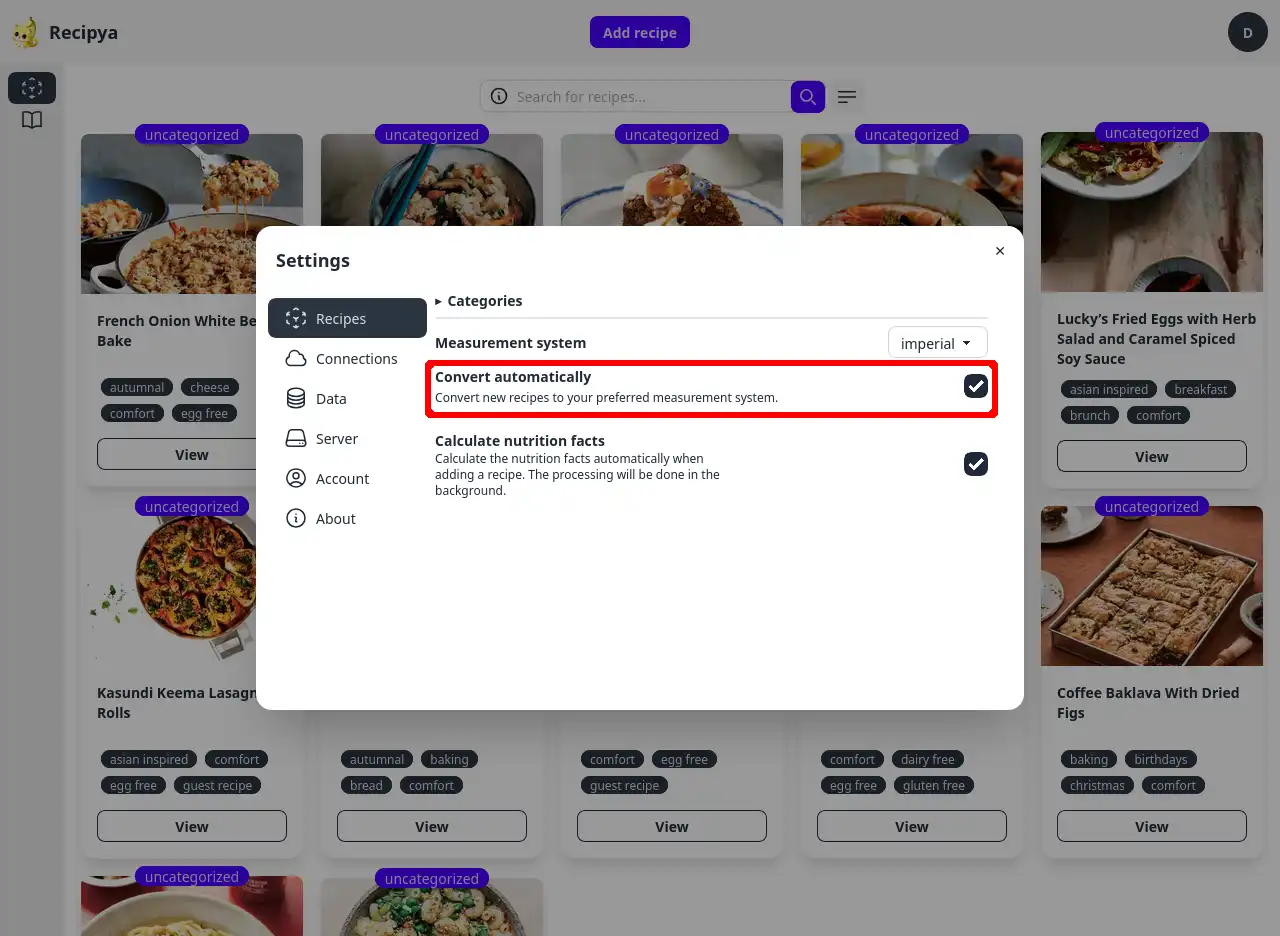 Recipya
Add recipe
D
Search for recipes...
uncategorized
uncategorized
uncategorized
uncategorized
uncategorized
French Onion White Be
Bake
autumnal
cheese
comfort
egg free
View
Lucky's Fried Eggs with Herb
Salad and Caramel Spiced
Soy Sauce
asian inspired
breakfast
brunch
comfort
View
Settings
×
Recipes
Connections
Data
Server
Account
About
Categories
Measurement system
imperial
Convert automatically
Convert new recipes to your preferred measurement system.
Calculate nutrition facts
Calculate the nutrition facts automatically when
adding a recipe. The processing will be done in the
background.
uncategorized
uncategorized
Kasundi Keema Lasagn
Rolls
asian inspired
comfort
egg free
guest recipe
View
autumnal
baking
bread
comfort
View
comfort
egg free
guest recipe
View
comfort
dairy free
egg free
gluten free
View
Coffee Baklava With Dried
Figs
baking
birthdays
christmas
comfort
View
uncategorized
uncategorized